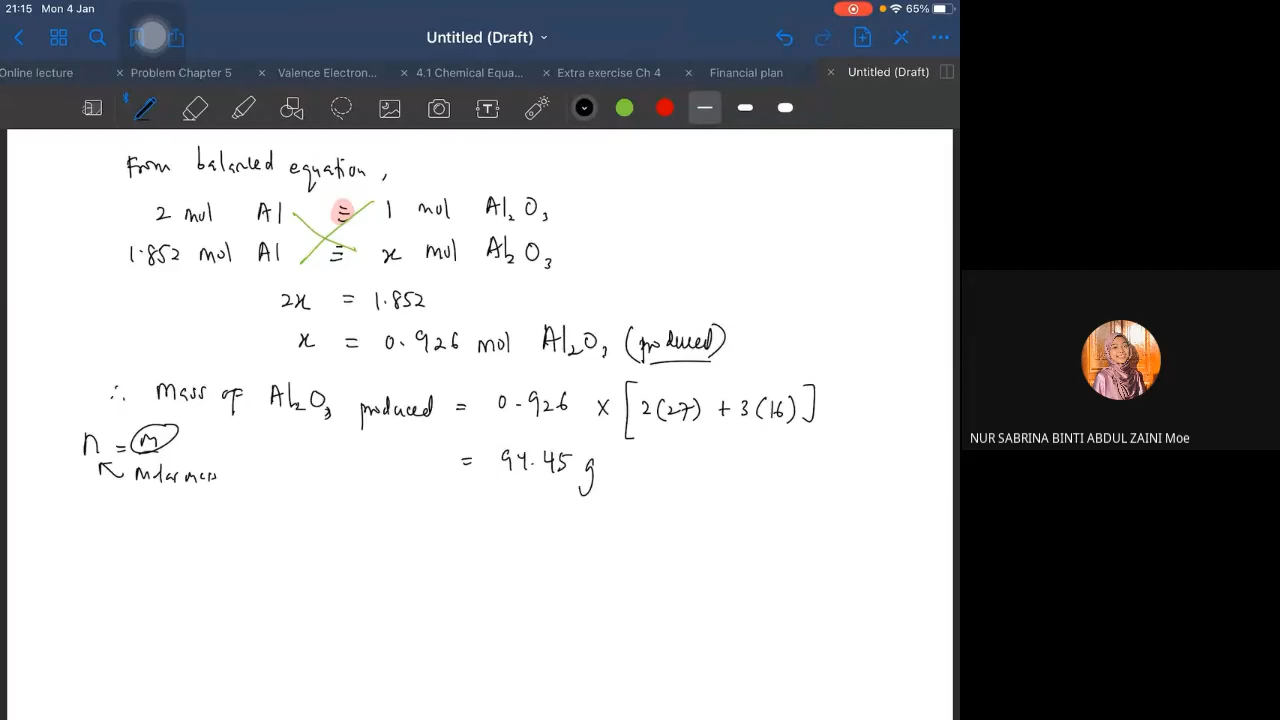 21:15 Mon 4 Jan
65%
Untitled (Draft)
Online lecture
Problem Chapter 5
Valence Electron...
4.1 Chemical Equa...
Extra exercise Ch 4
Financial plan
Untitled (Draft)
From balanced equation,
2 mol Al ≡ 1 mol Al₂O₃
1.852 mol Al ≡ x mol Al₂O₃
2x = 1.852
x = 0.926 mol Al₂O₃ (produced)
∴ Mass of Al₂O₃ produced = 0.926 × [2(27) + 3(16)]
n = m
Molar mass
= 94.45 g
NUR SABRINA BINTI ABDUL ZAINI Moe